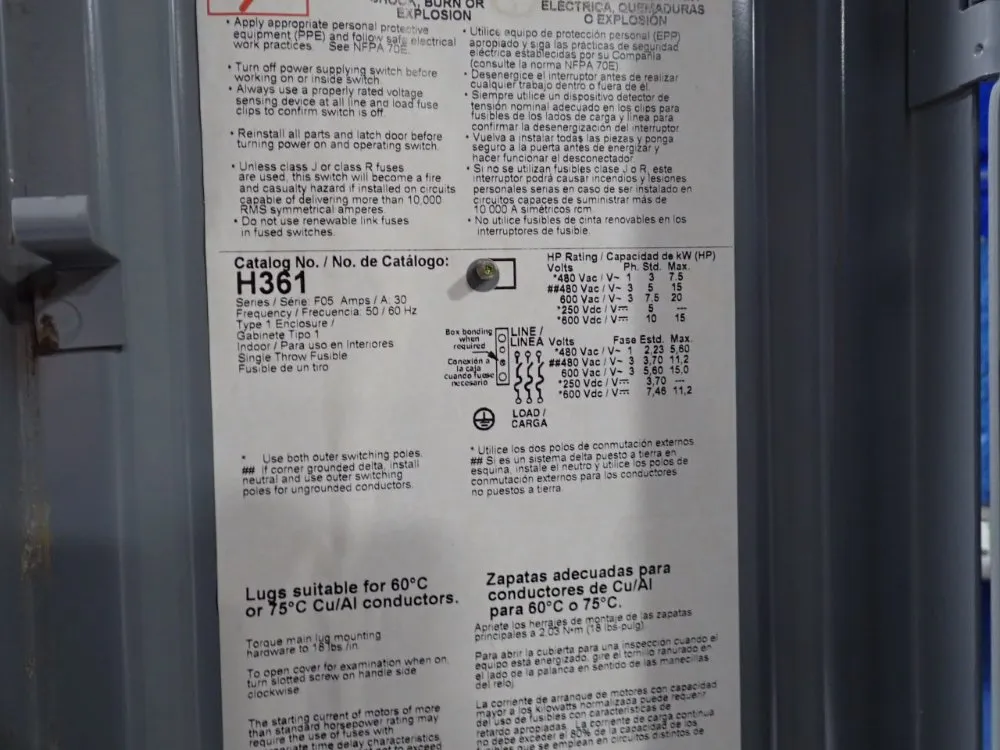 SHOCK, BURN OR
EXPLOSION
• Apply appropriate personal protective
equipment (PPE) and follow safe electrical
work practices. See NFPA 70E.
• Turn off power supplying switch before
working on or inside switch.
• Always use a properly rated voltage
sensing device at all line and load fuse
clips to confirm switch is off.
• Reinstall all parts and latch door before
turning power on and operating switch.
• Unless class J or class R fuses
are used, this switch will become a fire
and casualty hazard if installed on circuits
capable of delivering more than 10,000
RMS symmetrical amperes.
• Do not use renewable link fuses
in fused switches.
ELÉCTRICA, QUEMADURAS
O EXPLOSIÓN
• Utilice equipo de protección personal (EPP)
apropiado y siga las prácticas de seguridad
eléctrica establecidas por su Compañía
(consulte la norma NFPA 70E)
• Desenergice el interruptor antes de realizar
cualquier trabajo dentro o fuera de él.
• Siempre utilice un dispositivo detector de
tensión nominal adecuado en los clips para
fusibles de los lados de carga y línea para
confirmar la desenergización del interruptor.
• Vuelva a instalar todas las piezas y ponga
seguro a la puerta antes de energizar y
hacer funcionar el desconectador.
• Si no se utilizan fusibles clase J o R, este
interruptor podrá causar incendios y lesiones
personales serias en caso de ser instalado en
circuitos capaces de suministrar más de
10 000 A simétricos rcm.
• No utilice fusibles de cinta renovables en los
interruptores de fusible.
Catalog No. / No. de Catálogo:
H361
Series / Série: F05 Amps / A: 30
Frequency / Frecuencia: 50 / 60 Hz
Type 1 Enclosure /
Gabinete Tipo 1
Indoor / Para uso en Interiores
Single Throw Fusible
Fusible de un tiro
HP Rating / Capacidad de kW (HP)
Volts Ph. Std. Max.
*480 Vac / V~ 1 3 7.5
##480 Vac / V~ 3 5 15
600 Vac / V~ 3 7.5 20
*250 Vdc / V⎓ 5 —
*600 Vdc / V⎓ 10 15
Box bonding
when
required
Conexión a
la caja
cuando fuese
necesario
LINE /
LÍNEA
LOAD /
CARGA
Volts Fase Estd. Max.
*480 Vac / V~ 1 2,23 5,60
##480 Vac / V~ 3 3,70 11,2
600 Vac / V~ 3 5,60 15,0
*250 Vdc / V⎓ 3,70 —
*600 Vdc / V⎓ 7,46 11,2
* Use both outer switching poles.
## If corner grounded delta, install
neutral and use outer switching
poles for ungrounded conductors.
* Utilice los dos polos de conmutación externos
## Si es un sistema delta puesto a tierra en
esquina, instale el neutro y utilice los polos de
conmutación externos para los conductores
no puestos a tierra.
Lugs suitable for 60°C
or 75°C Cu/Al conductors.
Torque main lug mounting
hardware to 18 lbs./in.
To open cover for examination when on,
turn slotted screw on handle side
clockwise.
The starting current of motors of more
than standard horsepower rating may
require the use of fuses with
time delay characteristics.
to exceed
Zapatas adecuadas para
conductores de Cu/Al
para 60°C o 75°C.
Apriete los herrajes de montaje de las zapatas
principales a 2,03 N•m (18 lbs-pulg)
Para abrir la cubierta para una inspección cuando el
equipo está energizado, gire el tornillo ranurado en
el lado de la palanca en sentido de las manecillas
del reloj.
La corriente de arranque de motores con capacidad
mayor a los kilowatts normalizada puede requerir
del uso de fusibles con características de
retardo apropiadas. La corriente de carga continua
no debe exceder el 80% de la capacidad de los
que se emplean en circuitos distintos de